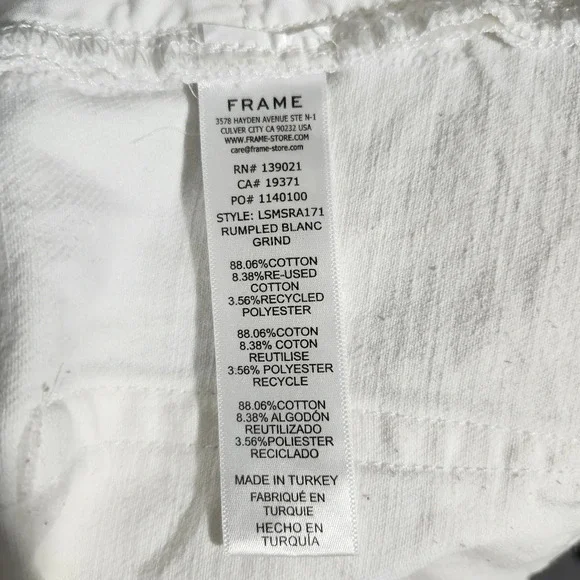 FRAME
3578 HAYDEN AVENUE STE N-1
CULVER CITY CA 90232 USA
WWW.FRAME-STORE.COM
care@frame-store.com
RN# 139021
CA# 19371
PO# 1140100
STYLE: LSMSRA171
RUMPLED BLANC
GRIND
88.06%COTTON
8.38%RE-USED
COTTON
3.56%RECYCLED
POLYESTER
88.06%COTON
8.38% COTON
REUTILISE
3.56% POLYESTER
RECYCLE
88.06%COTTON
8.38% ALGODÓN
REUTILIZADO
3.56%POLIESTER
RECICLADO
MADE IN TURKEY
FABRIQUÉ EN
TURQUIE
HECHO EN
TURQUÍA